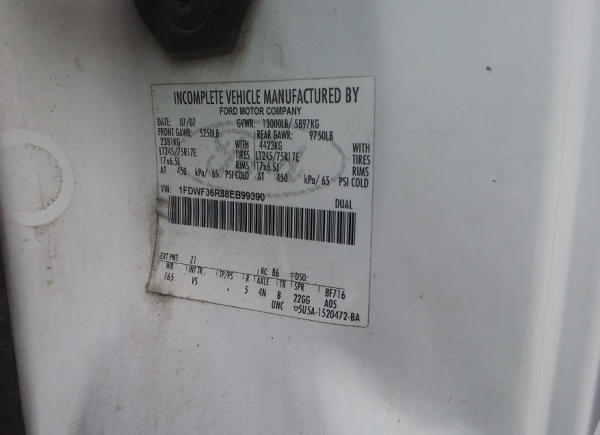 INCOMPLETE VEHICLE MANUFACTURED BY
FORD MOTOR COMPANY
DATE: 07/07 GVWR: 13000LB/ 5897KG
FRONT GAWR: 5250LB REAR GAWR: 9750LB
2381KG WITH 4423KG WITH
LT245/75R17E TIRES LT245/75R17E TIRES
17x6.5J RIMS 17x6.5J RIMS
AT 450 kPa/ 65 PSI COLD AT 450 kPa/ 65 PSI COLD
VIN: 1FDWF36R88EB99390 DUAL
EXT PNT: Z1 RC: 86 DSO:
WB INT TR TP/PS R AXLE TR SPR BF716
165 VS 5 4N B 22GG A05
UNC 5U5A-1520472-BA